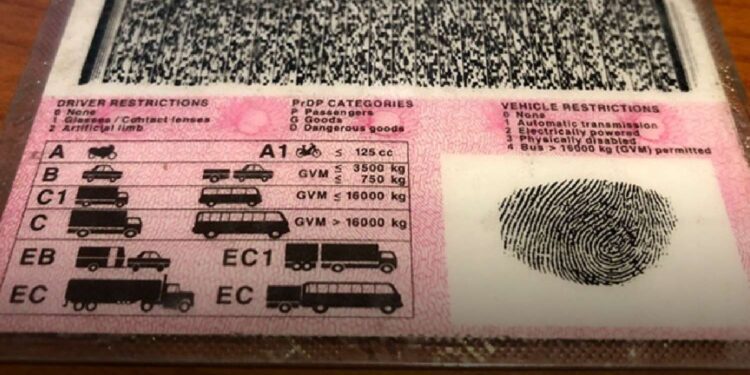 DRIVER RESTRICTIONS
0 None
1 Glasses / Contact lenses
2 Artificial limb
PrDP CATEGORIES
P Passengers
G Goods
D Dangerous goods
VEHICLE RESTRICTIONS
0 None
1 Automatic transmission
2 Electrically powered
3 Physically disabled
4 Bus > 16000 kg (GVM) permitted
A A1 ≤ 125 cc
B GVM ≤ 3500 kg
≤ 750 kg
C1 GVM ≤ 16000 kg
C GVM > 16000 kg
EB EC1
EC EC